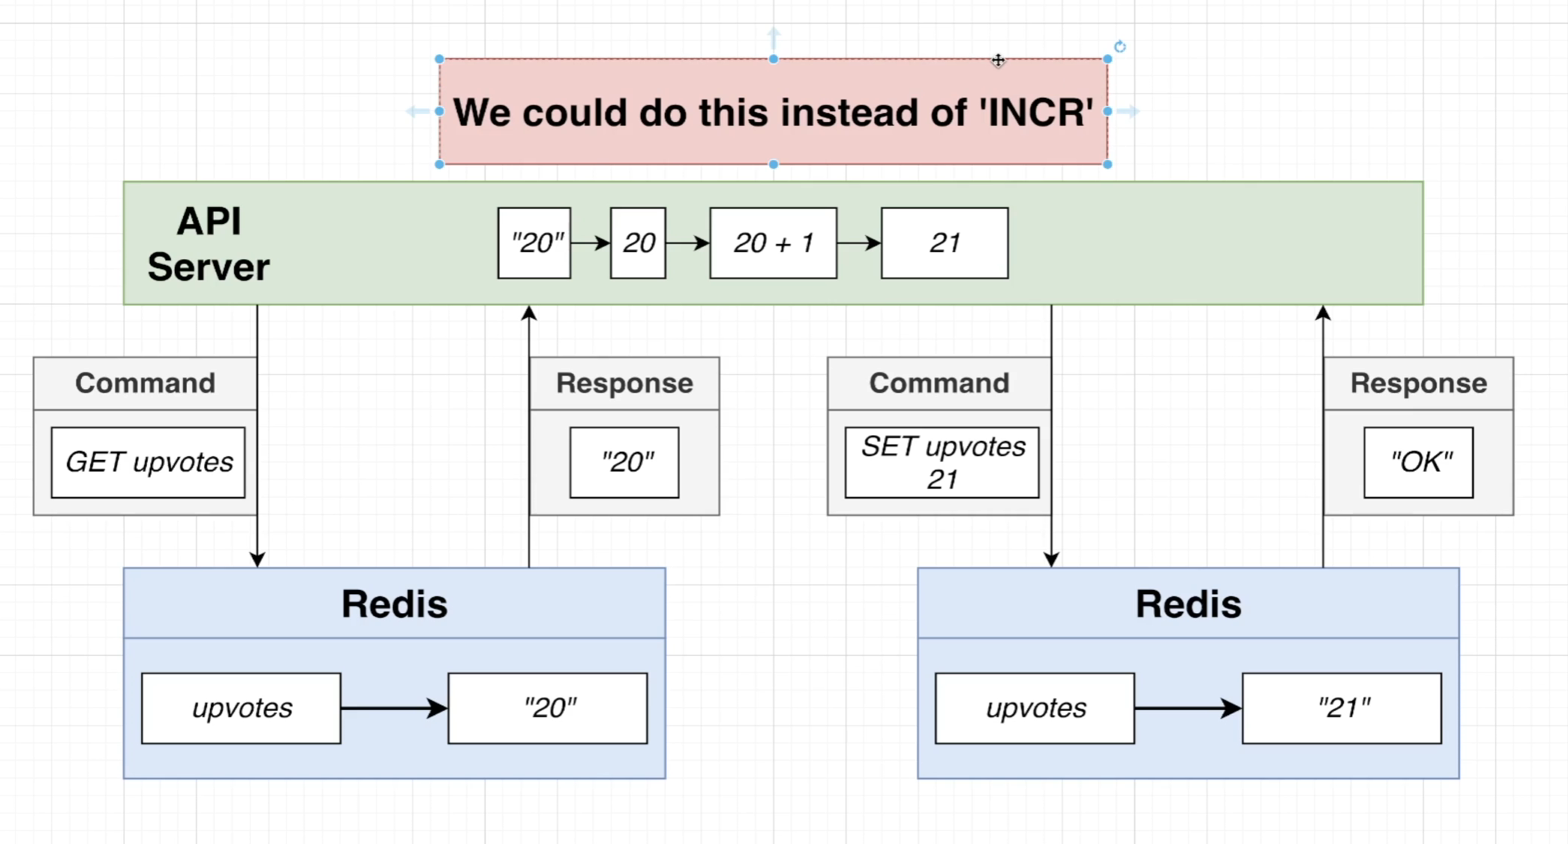 We could do this instead of 'INCR'
API
Server
"20"
20
20 + 1
21
Command
GET upvotes
Response
"20"
Command
SET upvotes
21
Response
"OK"
Redis
upvotes
"20"
Redis
upvotes
"21"